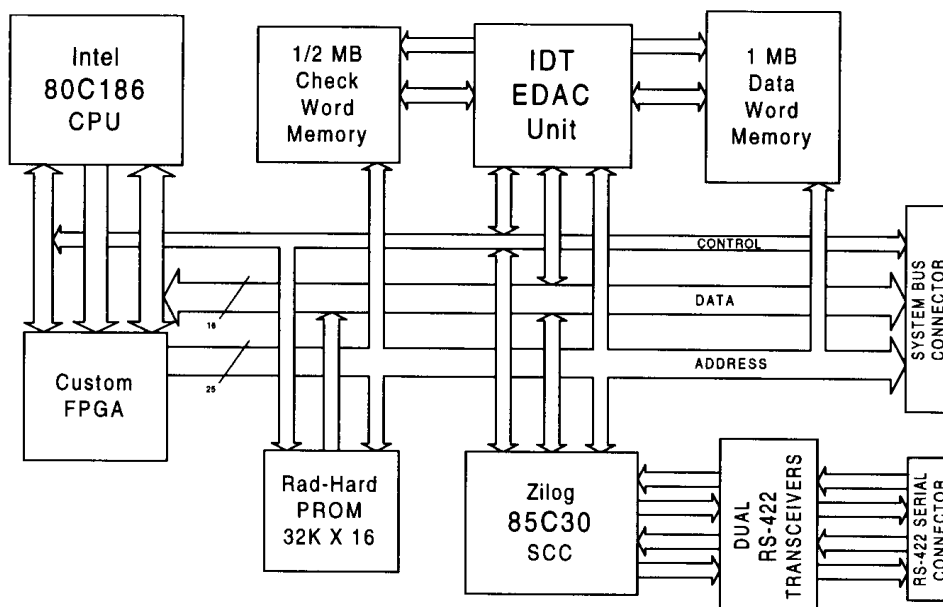 Intel
80C186
CPU
1/2 MB
Check
Word
Memory
IDT
EDAC
Unit
1 MB
Data
Word
Memory
CONTROL
DATA
ADDRESS
16
25
SYSTEM BUS
CONNECTOR
Custom
FPGA
Rad-Hard
PROM
32K X 16
Zilog
85C30
SCC
DUAL
RS-422
TRANSCEIVERS
RS-422 SERIAL
CONNECTOR